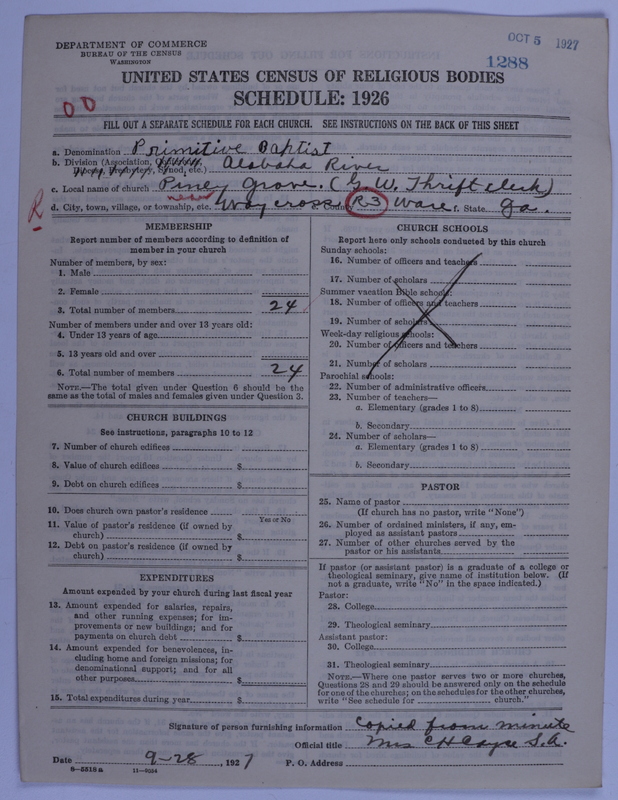 OCT 5 1927
1288
DEPARTMENT OF COMMERCE
BUREAU OF THE CENSUS
WASHINGTON
UNITED STATES CENSUS OF RELIGIOUS BODIES
SCHEDULE: 1926
FILL OUT A SEPARATE SCHEDULE FOR EACH CHURCH. SEE INSTRUCTIONS ON THE BACK OF THIS SHEET
a. Denomination Primitive Baptist
b. Division (Association, Synod, etc.) Alabaha River
c. Local name of church Piney Grove. (G. W. Thrift clerk)
R d. City, town, village, or township, etc. near Waycross R3 Ware f. State Ga.
MEMBERSHIP
Report number of members according to definition of
member in your church
Number of members, by sex:
1. Male
2. Female
3. Total number of members 24
Number of members under and over 13 years old:
4. Under 13 years of age
5. 13 years old and over
6. Total number of members 24
NOTE.—The total given under Question 6 should be the
same as the total of males and females given under Question 3.
CHURCH BUILDINGS
See instructions, paragraphs 10 to 12
7. Number of church edifices
8. Value of church edifices $
9. Debt on church edifices $
10. Does church own pastor's residence
Yes or No
11. Value of pastor's residence (if owned by
church) $
12. Debt on pastor's residence (if owned by
church) $
EXPENDITURES
Amount expended by your church during last fiscal year
13. Amount expended for salaries, repairs,
and other running expenses; for im-
provements or new buildings; and for
payments on church debt $
14. Amount expended for benevolences, in-
cluding home and foreign missions; for
denominational support; and for all
other purposes $
15. Total expenditures during year $
CHURCH SCHOOLS
Report here only schools conducted by this church
Sunday schools:
16. Number of officers and teachers
17. Number of scholars
Summer vacation Bible schools:
18. Number of officers and teachers
19. Number of scholars
Week-day religious schools:
20. Number of officers and teachers
21. Number of scholars
Parochial schools:
22. Number of administrative officers
23. Number of teachers—
a. Elementary (grades 1 to 8)
b. Secondary
24. Number of scholars—
a. Elementary (grades 1 to 8)
b. Secondary
PASTOR
25. Name of pastor
(If church has no pastor, write "None")
26. Number of ordained ministers, if any, em-
ployed as assistant pastors
27. Number of other churches served by the
pastor or his assistants
If pastor (or assistant pastor) is a graduate of a college or
theological seminary, give name of institution below. (If
not a graduate, write "No" in the space indicated.)
Pastor:
28. College
29. Theological seminary
Assistant pastor:
30. College
31. Theological seminary
NOTE.—Where one pastor serves two or more churches,
Questions 28 and 29 should be answered only on the schedule
for one of the churches; on the schedules for the other churches,
write "See schedule for church."
Signature of person furnishing information Copied from minute
Official title Mrs C H Cayce S.A.
Date 9-28, 1927 P. O. Address
8-5518 a 11-9034